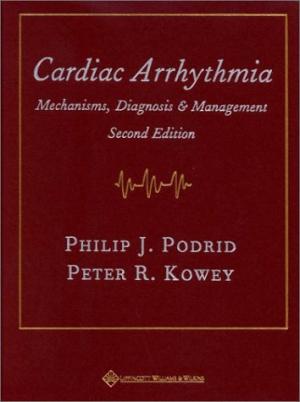 Cardiac Arrhythmia
Mechanisms, Diagnosis & Management
Second Edition
Philip J. Podrid
Peter R. Kowey
Lippincott Williams & Wilkins